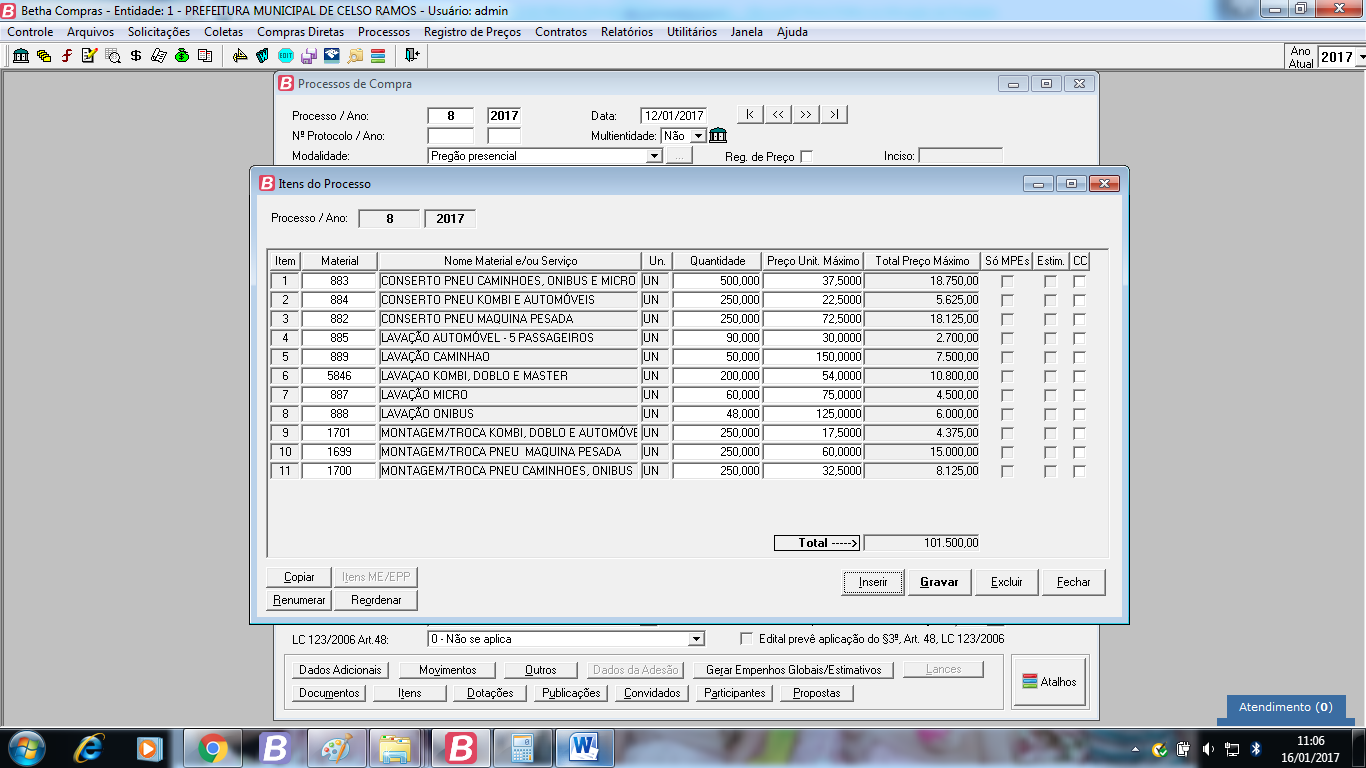 Betha Compras - Entidade: 1 - PREFEITURA MUNICIPAL DE CELSO RAMOS - Usuário: admin
Controle Arquivos Solicitações Coletas Compras Diretas Processos Registro de Preços Contratos Relatórios Utilitários Janela Ajuda
Ano Atual 2017
Processos de Compra
Processo / Ano: 8 2017 Data: 12/01/2017 |< << >> >|
Nº Protocolo / Ano: Multientidade: Não
Modalidade: Pregão presencial ... Reg. de Preço Inciso:
Itens do Processo
Processo / Ano: 8 2017
Item Material Nome Material e/ou Serviço Un. Quantidade Preço Unit. Máximo Total Preço Máximo Só MPEs Estim. CC
1 883 CONSERTO PNEU CAMINHOES, ONIBUS E MICRO UN 500,000 37,5000 18.750,00
2 884 CONSERTO PNEU KOMBI E AUTOMÓVEIS UN 250,000 22,5000 5.625,00
3 882 CONSERTO PNEU MAQUINA PESADA UN 250,000 72,5000 18.125,00
4 885 LAVAÇÃO AUTOMÓVEL - 5 PASSAGEIROS UN 90,000 30,0000 2.700,00
5 889 LAVAÇÃO CAMINHAO UN 50,000 150,0000 7.500,00
6 5846 LAVAÇAO KOMBI, DOBLO E MASTER UN 200,000 54,0000 10.800,00
7 887 LAVAÇÃO MICRO UN 60,000 75,0000 4.500,00
8 888 LAVAÇÃO ONIBUS UN 48,000 125,0000 6.000,00
9 1701 MONTAGEM/TROCA KOMBI, DOBLO E AUTOMÓVE UN 250,000 17,5000 4.375,00
10 1699 MONTAGEM/TROCA PNEU MAQUINA PESADA UN 250,000 60,0000 15.000,00
11 1700 MONTAGEM/TROCA PNEU CAMINHOES, ONIBUS UN 250,000 32,5000 8.125,00
Total -----> 101.500,00
Copiar Itens ME/EPP Inserir Gravar Excluir Fechar
Renumerar Reordenar
LC 123/2006 Art.48: 0 - Não se aplica Edital prevê aplicação do §3º, Art. 48, LC 123/2006
Dados Adicionais Movimentos Outros Dados da Adesão Gerar Empenhos Globais/Estimativos Lances
Documentos Itens Dotações Publicações Convidados Participantes Propostas Atalhos
Atendimento (0)
11:06
16/01/2017